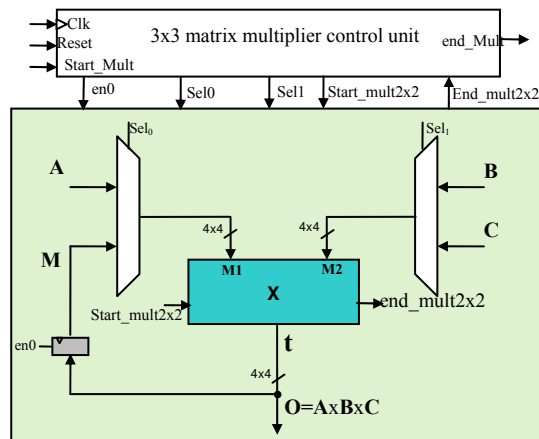 Clk
3x3 matrix multiplier control unit
Reset
end_Mult
Start_Mult
en0
Sel0
Sel1
Start_mult2x2
End_mult2x2
Sel0
Sel1
A
B
C
M
4x4
4x4
M1
M2
X
Start_mult2x2
end_mult2x2
t
en0
4x4
O=AxBxC